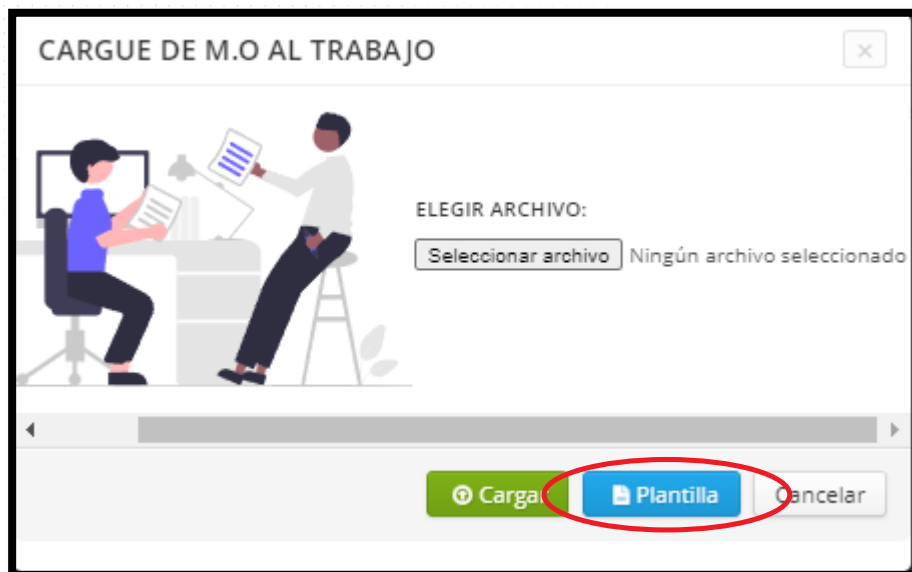 CARGUE DE M.O AL TRABAJO
×
ELEGIR ARCHIVO:
Seleccionar archivo Ningún archivo seleccionado
Cargar Plantilla Cancelar